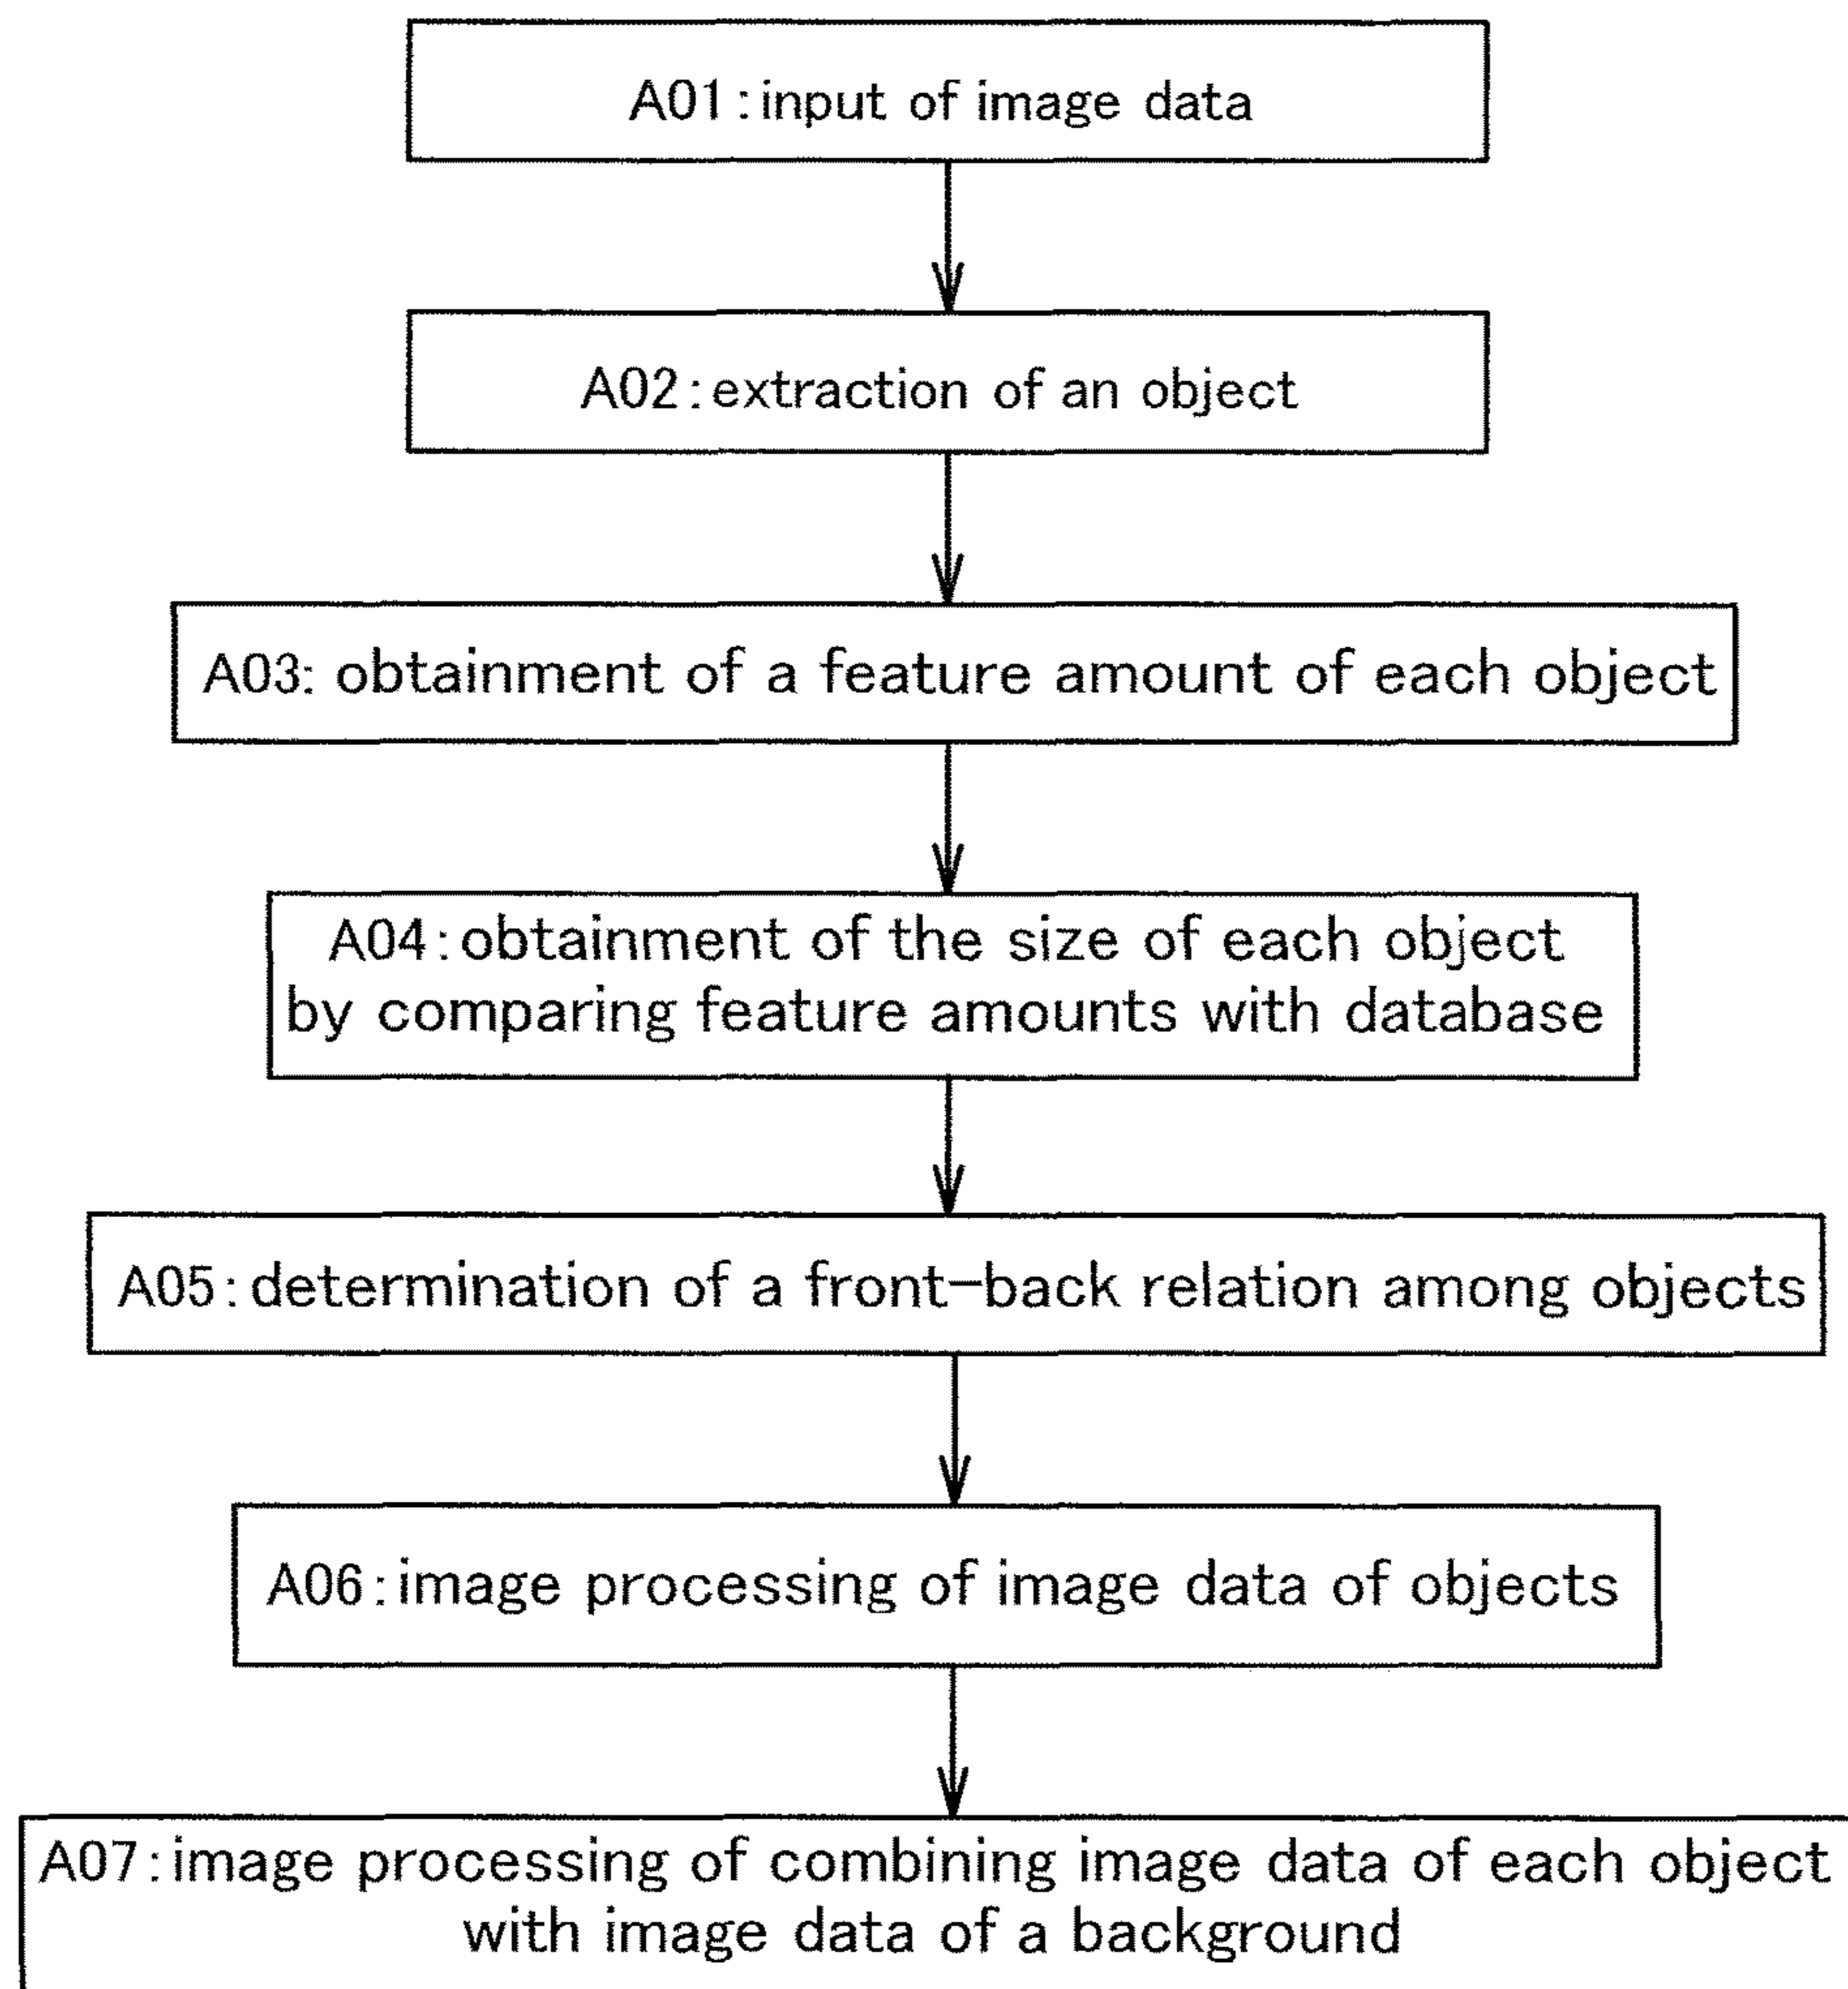 A01:input of image data
A02:extraction of an object
A03: obtainment of a feature amount of each object
A04:obtainment of the size of each object
by comparing feature amounts with database
A05:determination of a front-back relation among objects
A06:image processing of image data of objects
A07:image processing of combining image data of each object
with image data of a background